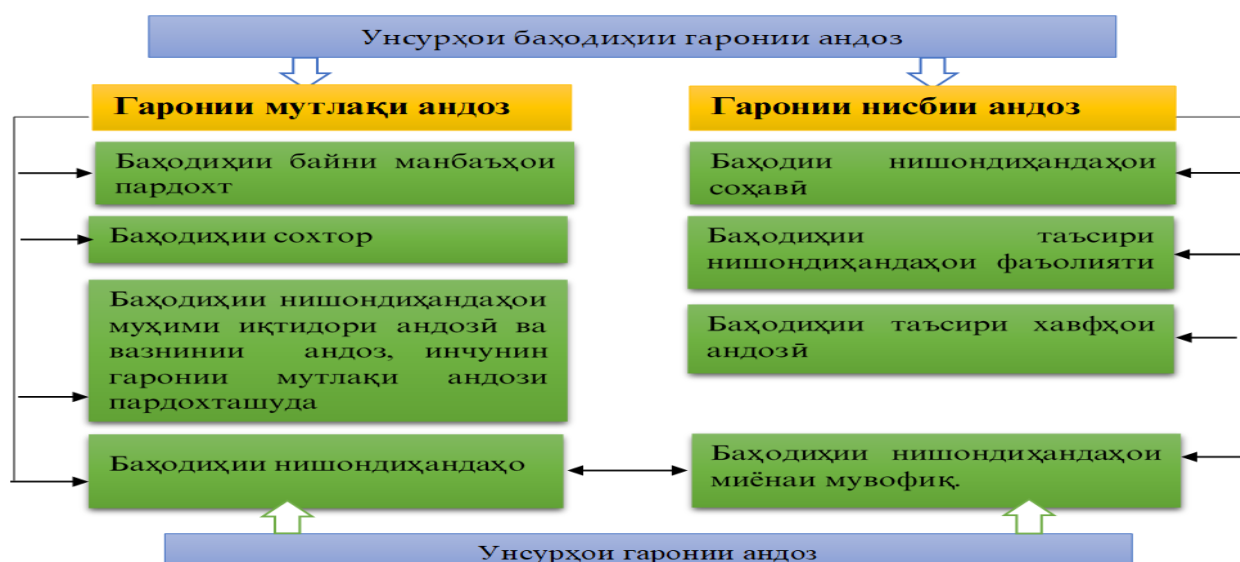 Унсурҳои баҳодиҳии гаронии андоз
Гаронии мутлақи андоз
Баҳодиҳии байни манбаъҳои
пардохт
Баҳодиҳии сохтор
Баҳодиҳии нишондиҳандаҳои
муҳими иқтидори андозӣ ва
вазнинии андоз, инчунин
гаронии мутлақи андози
пардохташуда
Баҳодиҳии нишондиҳандаҳо
Гаронии нисбии андоз
Баҳодии нишондиҳандаҳои
соҳавӣ
Баҳодиҳии таъсири
нишондиҳандаҳои фаъолияти
Баҳодиҳии таъсири хавфҳои
андозӣ
Баҳодиҳии нишондиҳандаҳои
миёнаи мувофиқ.
Унсурҳои гаронии андоз